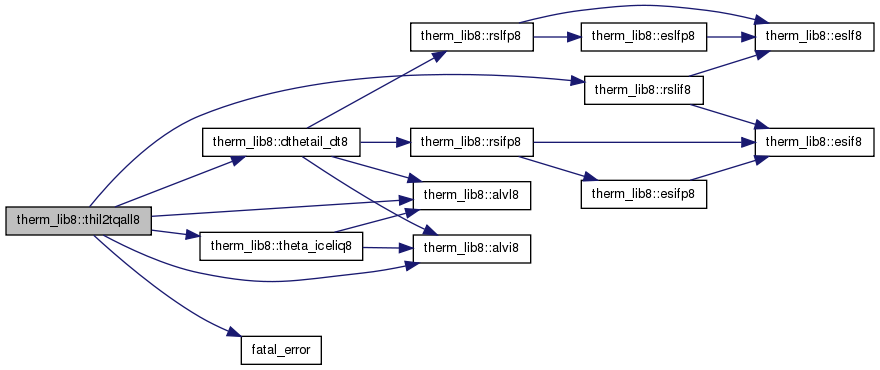 therm_lib8::thil2tqall8
therm_lib8::dthetail_dt8
therm_lib8::theta_iceliq8
fatal_error
therm_lib8::rslfp8
therm_lib8::rsifp8
therm_lib8::alvl8
therm_lib8::alvi8
therm_lib8::eslfp8
therm_lib8::rslif8
therm_lib8::esifp8
therm_lib8::eslf8
therm_lib8::esif8